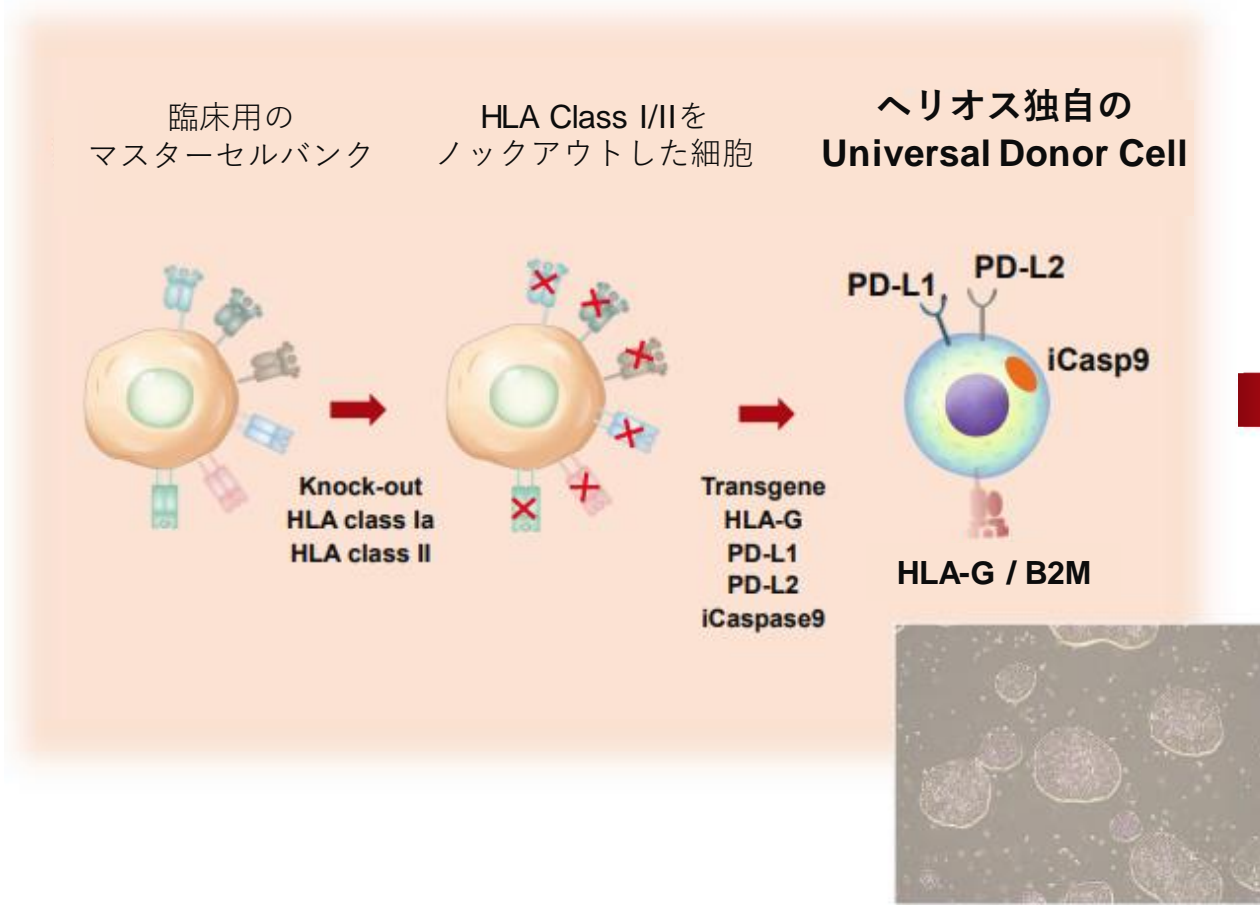 臨床用の
マスターセルバンク
HLA Class I/IIを
ノックアウトした細胞
ヘリオス独自の
Universal Donor Cell
Knock-out
HLA class Ia
HLA class II
Transgene
HLA-G
PD-L1
PD-L2
iCaspase9
PD-L1
PD-L2
iCasp9
HLA-G / B2M